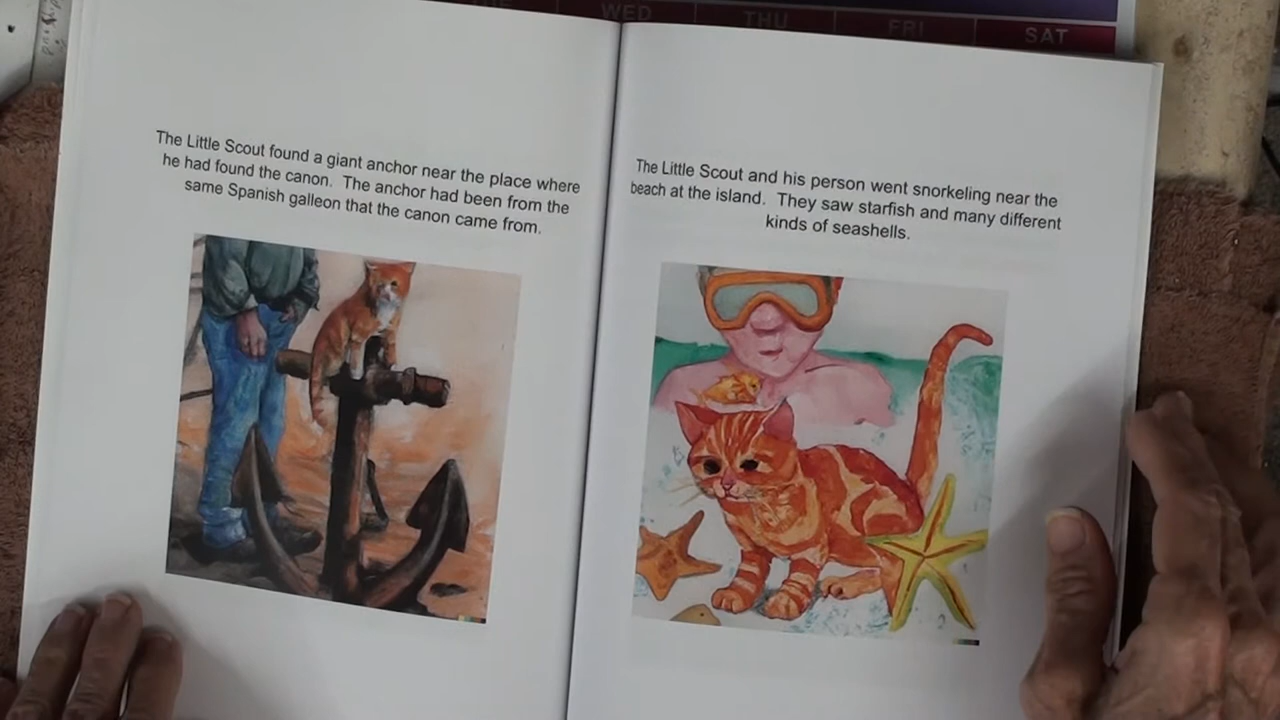 WED THU FRI SAT
The Little Scout found a giant anchor near the place where
he had found the canon. The anchor had been from the
same Spanish galleon that the canon came from.
The Little Scout and his person went snorkeling near the
beach at the island. They saw starfish and many different
kinds of seashells.